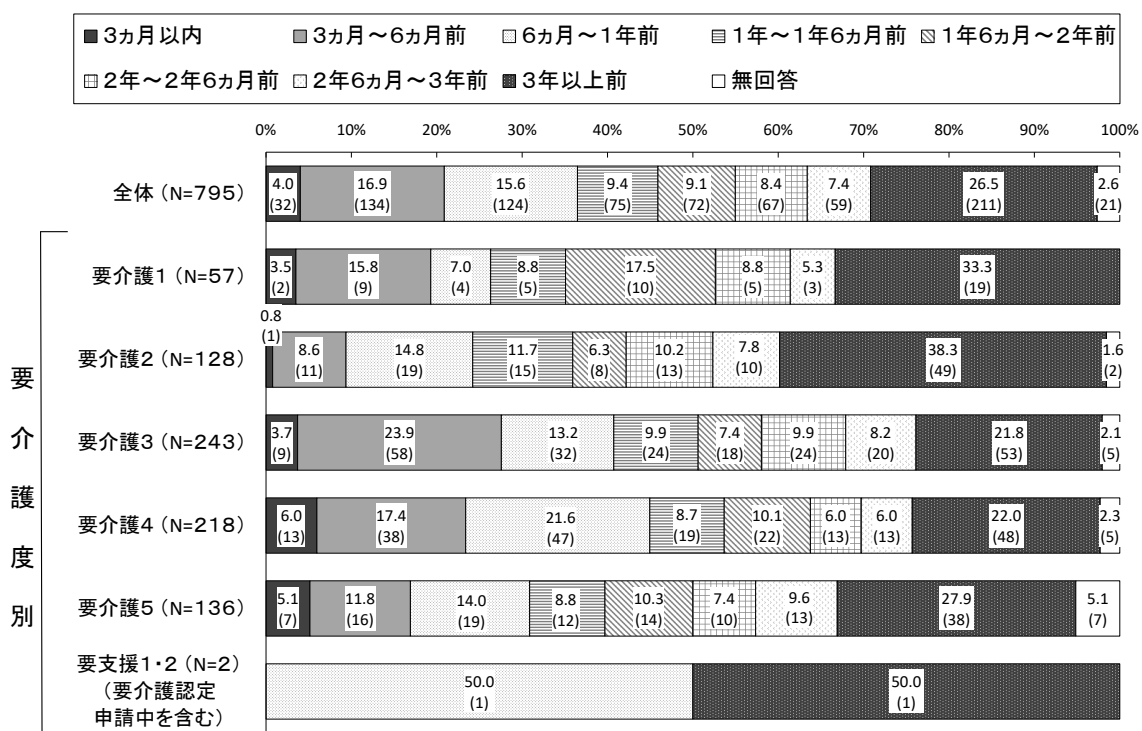 ■3ヵ月以内 ■3ヵ月～6ヵ月前 □6ヵ月～1年前 □1年～1年6ヵ月前 □1年6ヵ月～2年前
□2年～2年6ヵ月前 □2年6ヵ月～3年前 ■3年以上前 □無回答
0% 10% 20% 30% 40% 50% 60% 70% 80% 90% 100%
全体（N=795）
4.0 16.9 15.6 9.4 9.1 8.4 7.4 26.5 2.6
(32) (134) (124) (75) (72) (67) (59) (211) (21)
要介護度別
要介護1（N=57）
3.5 15.8 7.0 8.8 17.5 8.8 5.3 33.3
(2) (9) (4) (5) (10) (5) (3) (19)
要介護2（N=128）
0.8 8.6 14.8 11.7 6.3 10.2 7.8 38.3 1.6
(1) (11) (19) (15) (8) (13) (10) (49) (2)
要介護3（N=243）
3.7 23.9 13.2 9.9 7.4 9.9 8.2 21.8 2.1
(9) (58) (32) (24) (18) (24) (20) (53) (5)
要介護4（N=218）
6.0 17.4 21.6 8.7 10.1 6.0 6.0 22.0 2.3
(13) (38) (47) (19) (22) (13) (13) (48) (5)
要介護5（N=136）
5.1 11.8 14.0 8.8 10.3 7.4 9.6 27.9 5.1
(7) (16) (19) (12) (14) (10) (13) (38) (7)
要支援1・2（N=2）
（要介護認定
申請中を含む）
50.0 50.0
(1) (1)